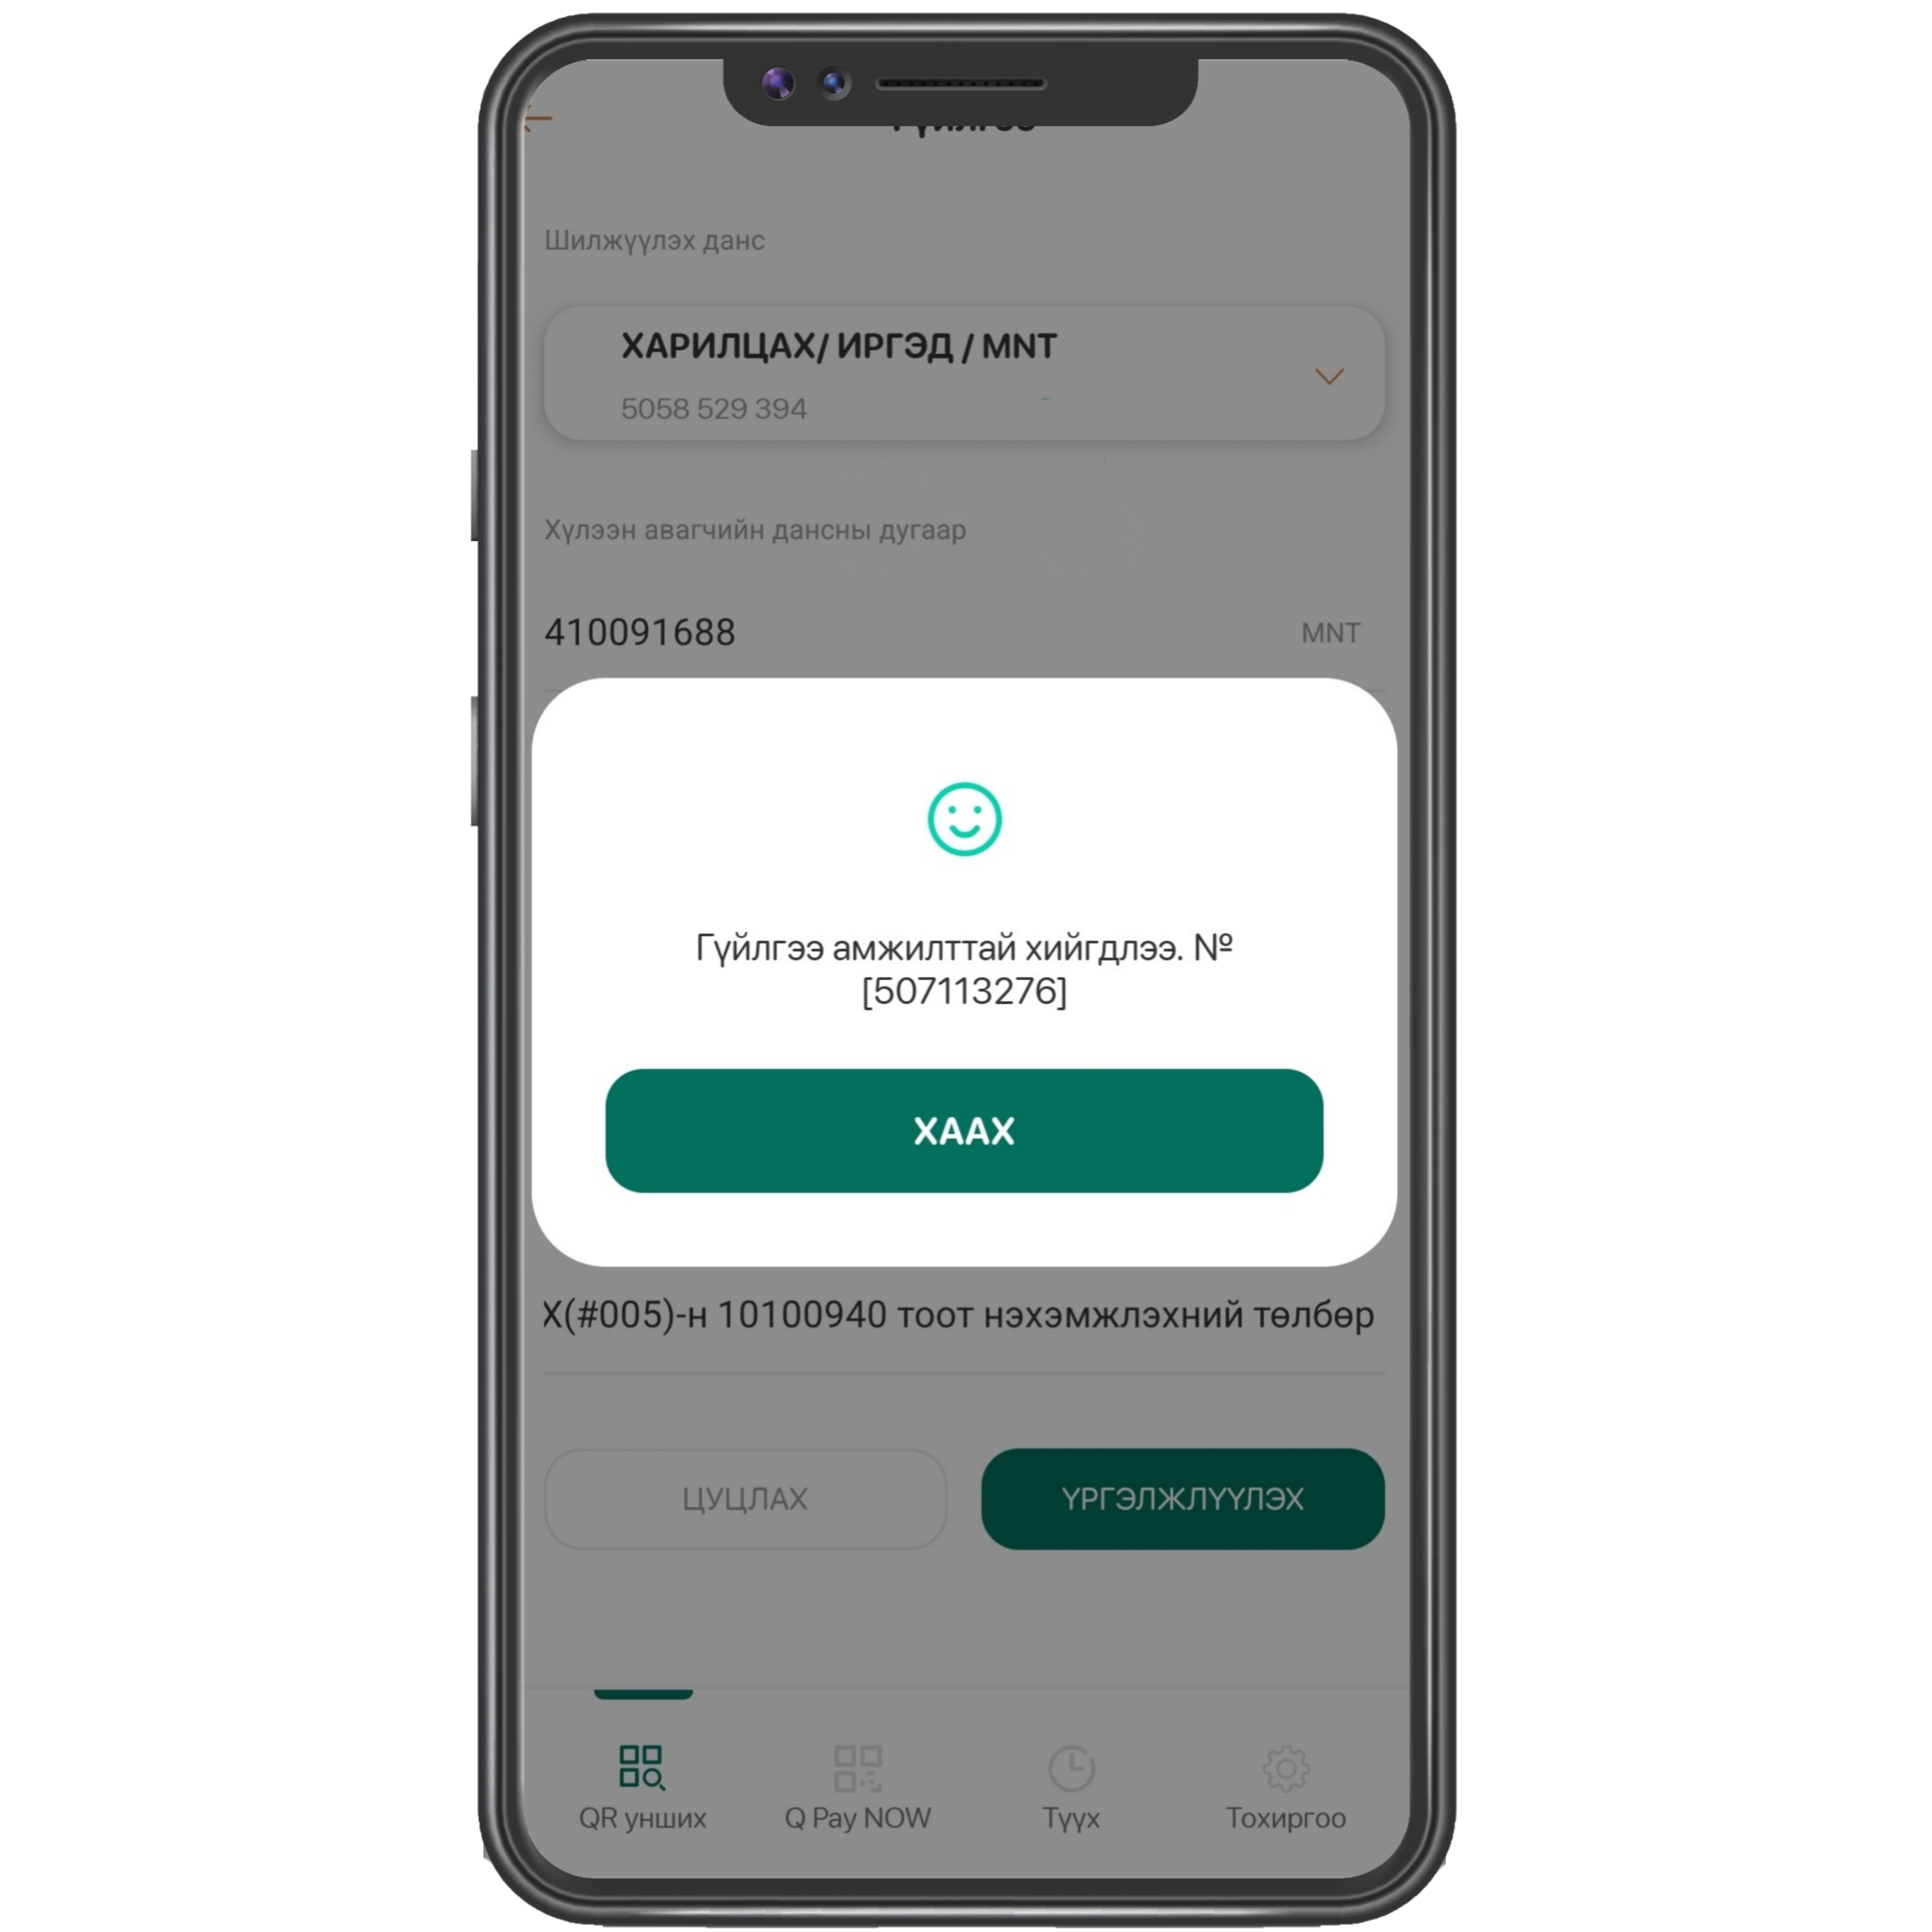 Шилжүүлэх данс
ХАРИЛЦАХ/ ИРГЭД / MNT
5058 529 394
Хүлээн авагчийн дансны дугаар
410091688 MNT
Гүйлгээ амжилттай хийгдлээ. №
[507113276]
ХААХ
Х(#005)-н 10100940 тоот нэхэмжлэхний төлбөр
ЦУЦЛАХ ҮРГЭЛЖЛҮҮЛЭХ
QR унших Q Pay NOW Түүх Тохиргоо